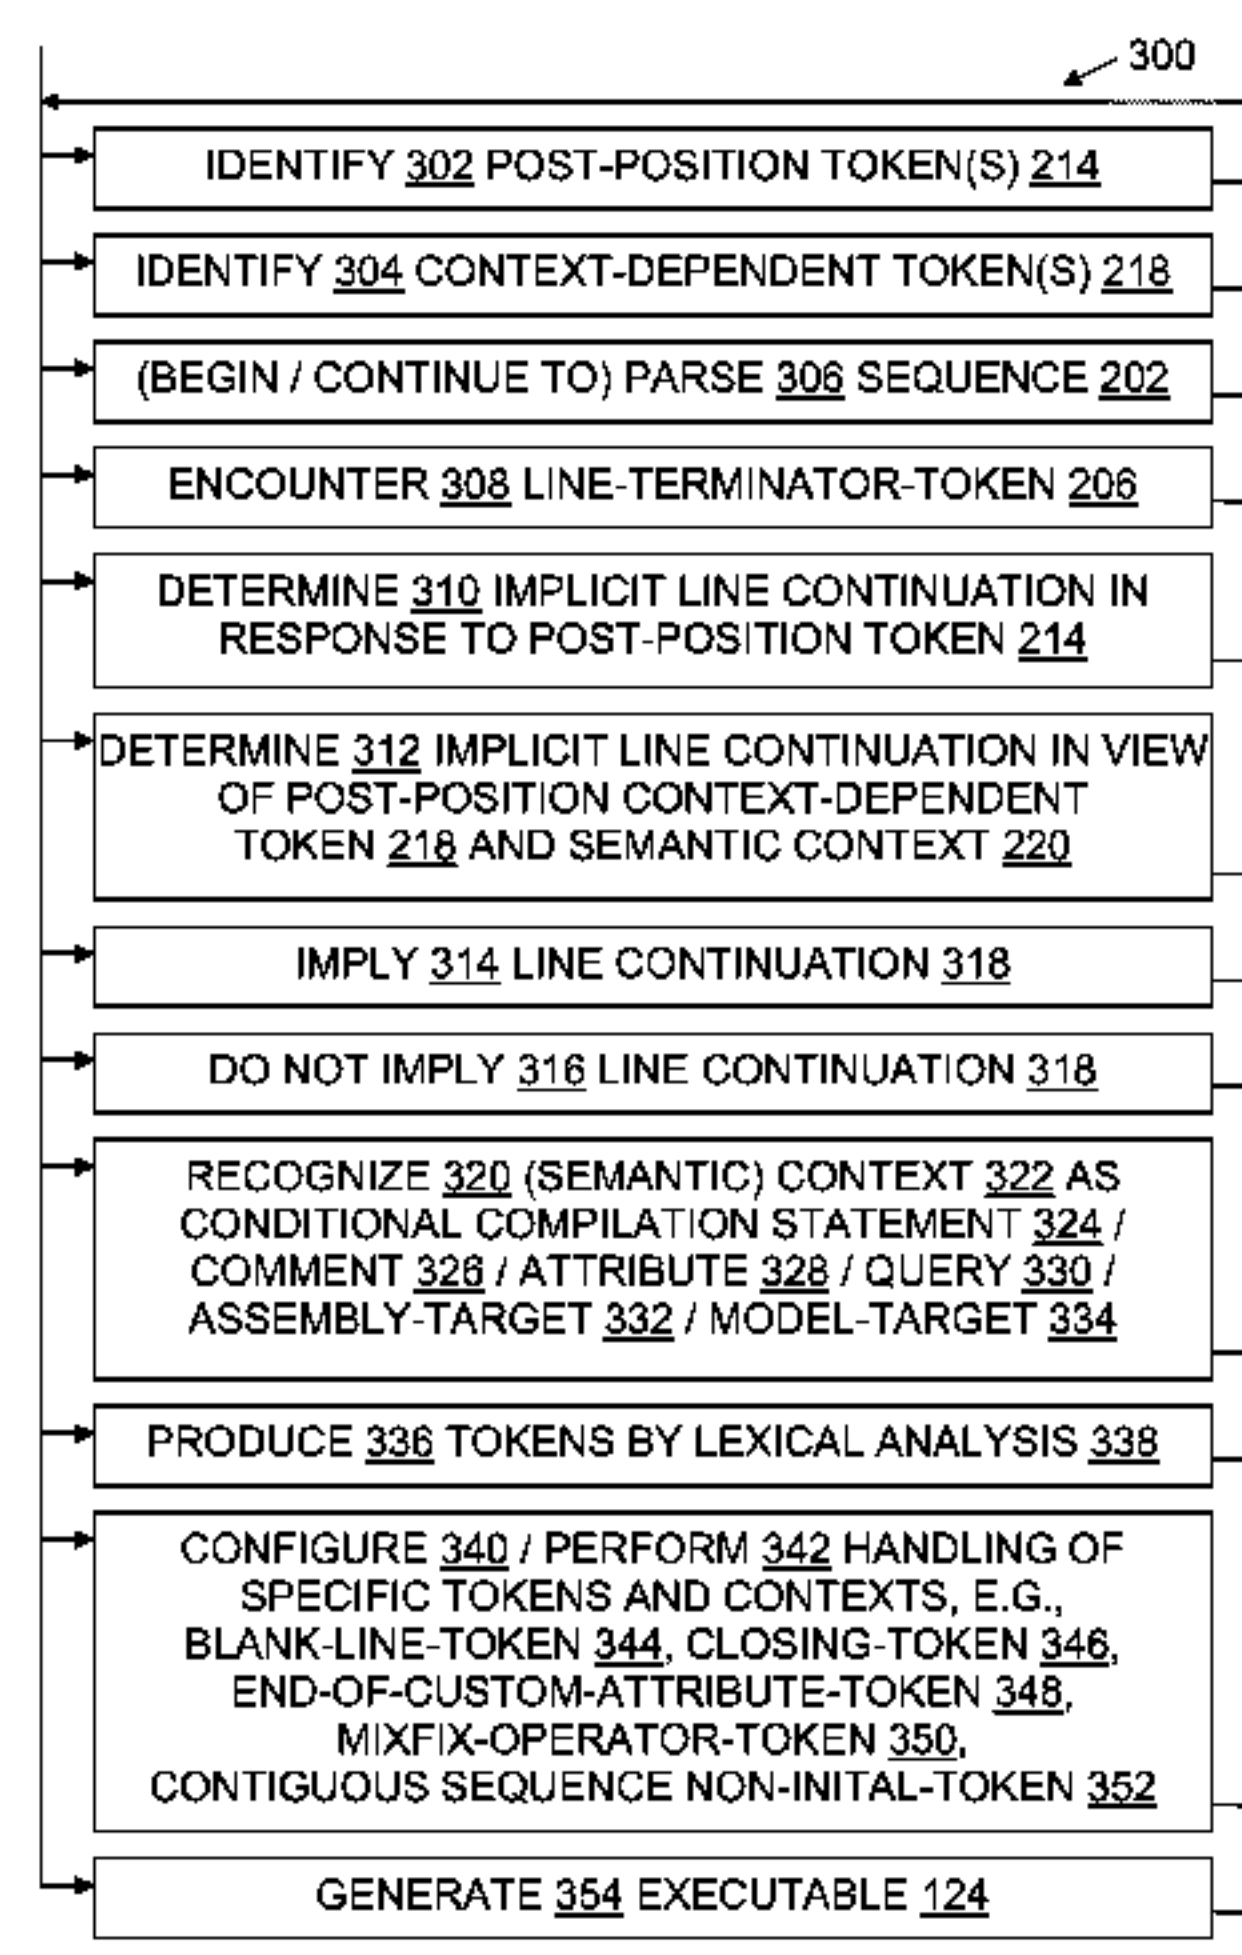 300
IDENTIFY 302 POST-POSITION TOKEN(S) 214
IDENTIFY 304 CONTEXT-DEPENDENT TOKEN(S) 218
(BEGIN / CONTINUE TO) PARSE 306 SEQUENCE 202
ENCOUNTER 308 LINE-TERMINATOR-TOKEN 206
DETERMINE 310 IMPLICIT LINE CONTINUATION IN
RESPONSE TO POST-POSITION TOKEN 214
DETERMINE 312 IMPLICIT LINE CONTINUATION IN VIEW
OF POST-POSITION CONTEXT-DEPENDENT
TOKEN 218 AND SEMANTIC CONTEXT 220
IMPLY 314 LINE CONTINUATION 318
DO NOT IMPLY 316 LINE CONTINUATION 318
RECOGNIZE 320 (SEMANTIC) CONTEXT 322 AS
CONDITIONAL COMPILATION STATEMENT 324 /
COMMENT 326 / ATTRIBUTE 328 / QUERY 330 /
ASSEMBLY-TARGET 332 / MODEL-TARGET 334
PRODUCE 336 TOKENS BY LEXICAL ANALYSIS 338
CONFIGURE 340 / PERFORM 342 HANDLING OF
SPECIFIC TOKENS AND CONTEXTS, E.G.,
BLANK-LINE-TOKEN 344, CLOSING-TOKEN 346,
END-OF-CUSTOM-ATTRIBUTE-TOKEN 348,
MIXFIX-OPERATOR-TOKEN 350,
CONTIGUOUS SEQUENCE NON-INITAL-TOKEN 352
GENERATE 354 EXECUTABLE 124